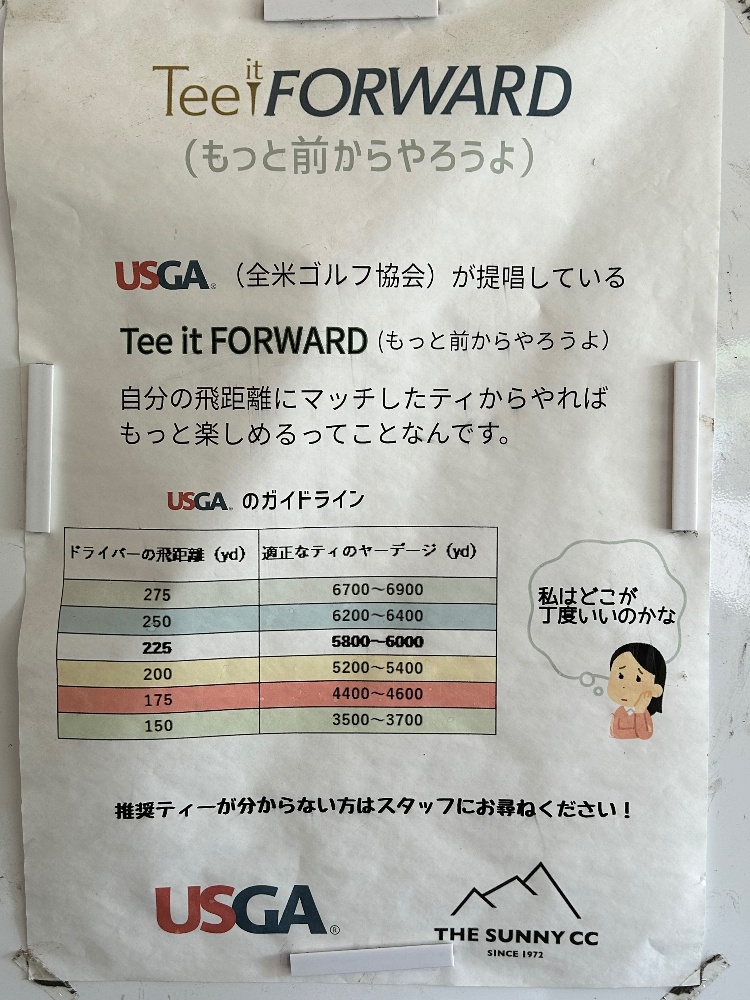 Tee it FORWARD
(もっと前からやろうよ)
USGA® (全米ゴルフ協会) が提唱している
Tee it FORWARD (もっと前からやろうよ)
自分の飛距離にマッチしたティからやれば
もっと楽しめるってことなんです。
USGA® のガイドライン
ドライバーの飛距離 (yd) 適正なティのヤーデージ (yd)
275 6700～6900
250 6200～6400
225 5800～6000
200 5200～5400
175 4400～4600
150 3500～3700
私はどこが
丁度いいのかな
推奨ティーが分からない方はスタッフにお尋ねください！
USGA®
THE SUNNY CC
SINCE 1972